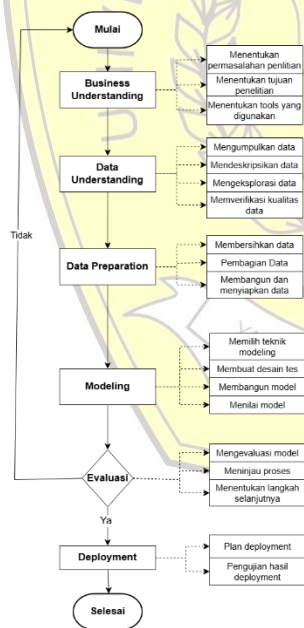 Mulai
Business
Understanding
Menentukan
permasalahan penlitian
Menentukan tujuan
penelitian
Menentukan tools yang
digunakan
Data
Understanding
Mengumpulkan data
Mendeskripsikan data
Mengeksplorasi data
Memverifikasi kualitas
data
Tidak
Data Preparation
Membersihkan data
Pembagian Data
Membangun dan
menyiapkan data
Modeling
Memilih teknik
modeling
Membuat desain tes
Membangun model
Menilai model
Evaluasi
Mengevaluasi model
Meninjau proses
Menentukan langkah
selanjutnya
Ya
Deployment
Plan deployment
Pengujian hasil
deployment
Selesai